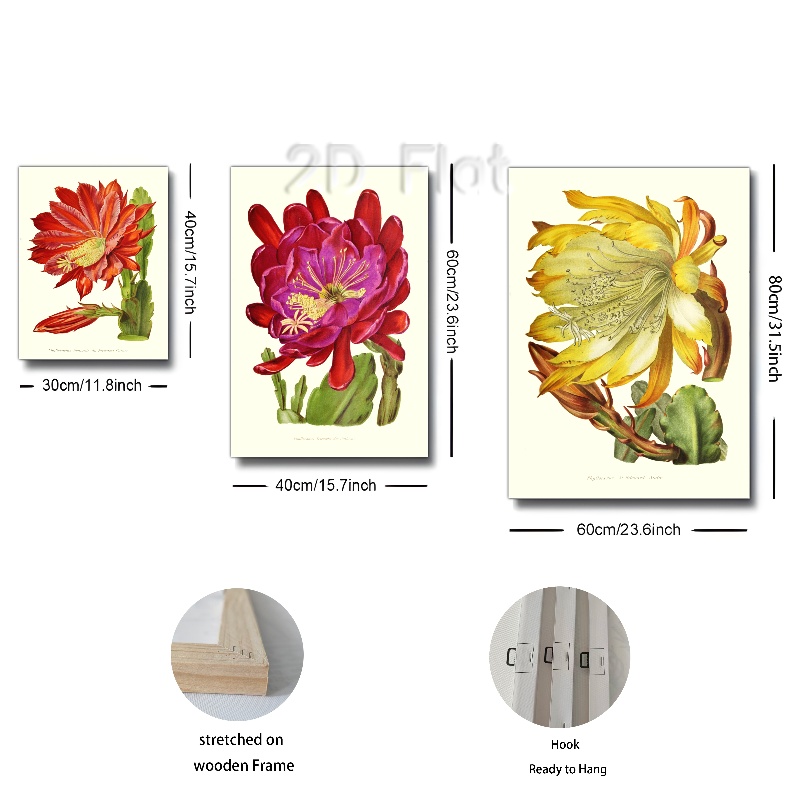 2D Flat
40cm/15.7inch
30cm/11.8inch
60cm/23.6inch
40cm/15.7inch
80cm/31.5inch
60cm/23.6inch
stretched on
wooden Frame
Hook
Ready to Hang